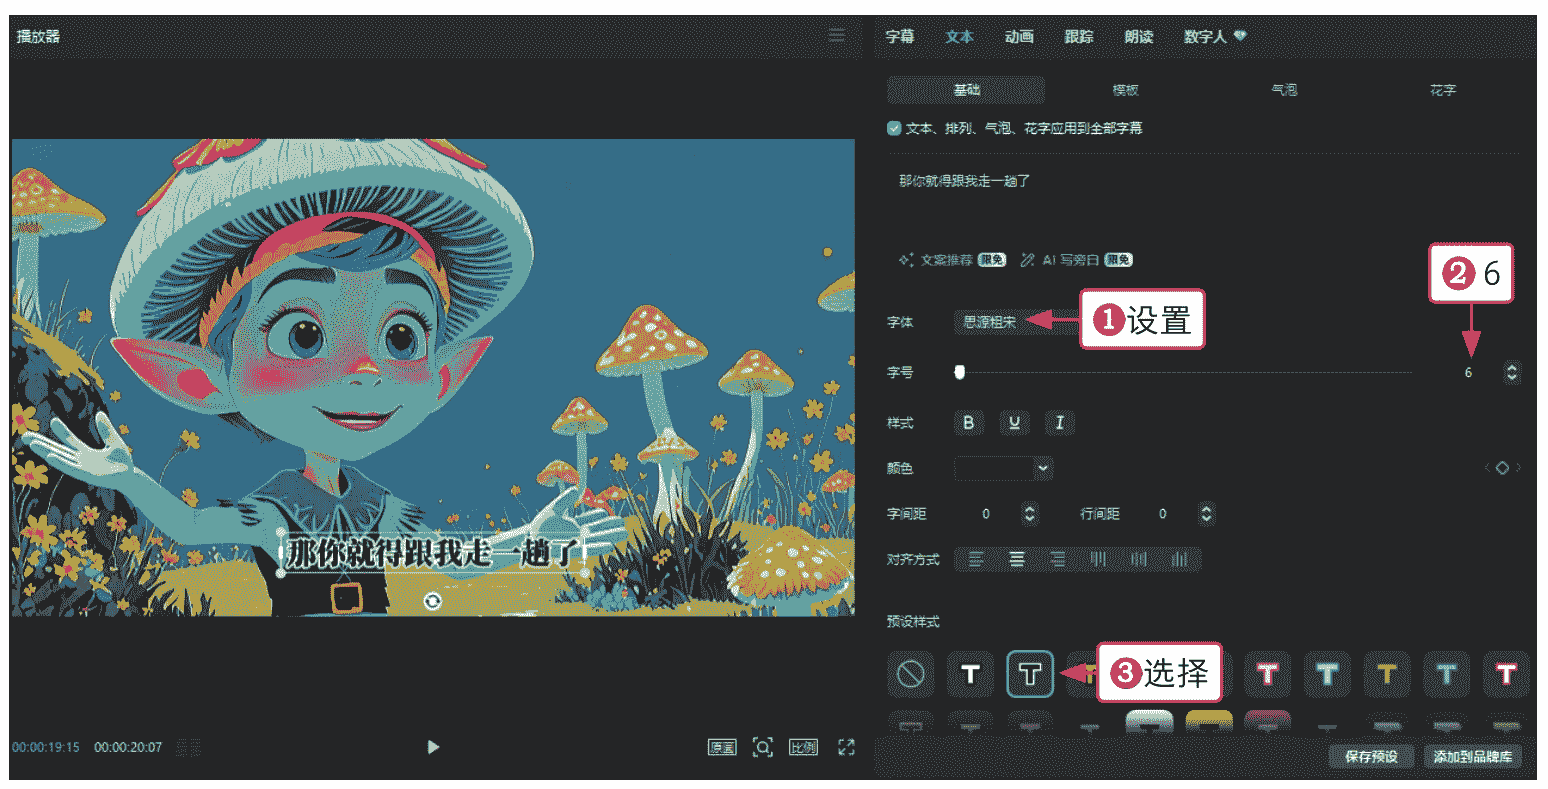 播放器
字幕 文本 动画 跟踪 朗读 数字人
基础 模板 气泡 花字
文本、排列、气泡、花字应用到全部字幕
那你就得跟我走一趟了
文案推荐 限免 AI 写旁白 限免
❷ 6
字体 思源粗宋 ❶设置
字号 6
样式 B U I
颜色
字间距 0 行间距 0
对齐方式
那你就得跟我走一趟了
预设样式
T T T T T T T T
❸选择
00:00:19:15 00:00:20:07 原画 比例
保存预设 添加到品牌库